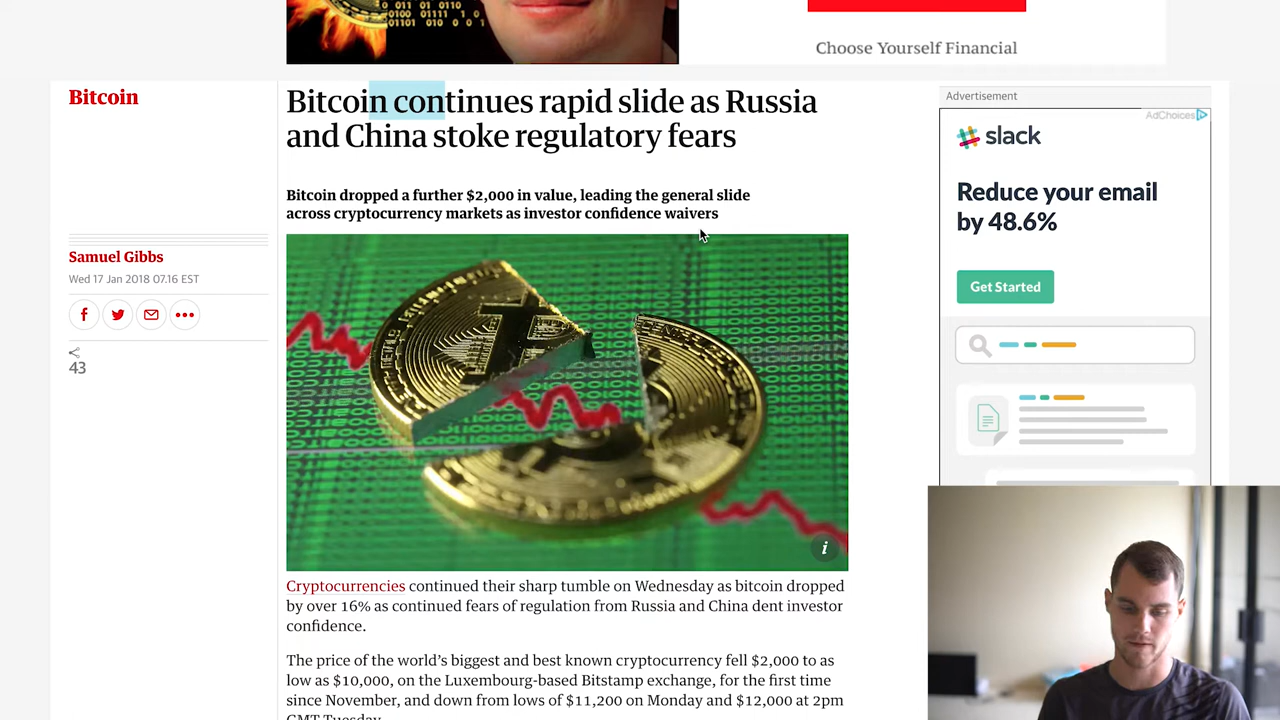 Choose Yourself Financial
Bitcoin
Bitcoin continues rapid slide as Russia
and China stoke regulatory fears
Bitcoin dropped a further $2,000 in value, leading the general slide
across cryptocurrency markets as investor confidence waivers
Samuel Gibbs
Wed 17 Jan 2018 07.16 EST
43
Cryptocurrencies continued their sharp tumble on Wednesday as bitcoin dropped
by over 16% as continued fears of regulation from Russia and China dent investor
confidence.
The price of the world's biggest and best known cryptocurrency fell $2,000 to as
low as $10,000, on the Luxembourg-based Bitstamp exchange, for the first time
since November, and down from lows of $11,200 on Monday and $12,000 at 2pm
GMT Tuesday
Advertisement
AdChoices
slack
Reduce your email
by 48.6%
Get Started